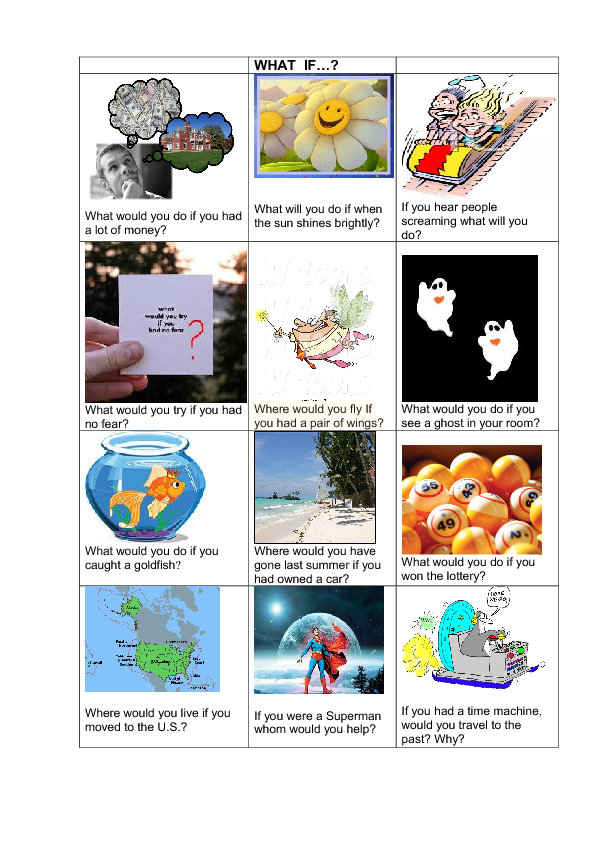 WHAT IF…?
What would you do if you had
a lot of money?
What will you do if when
the sun shines brightly?
If you hear people
screaming what will you
do?
what
would you try
if you
had no fear
?
What would you try if you had
no fear?
Where would you fly If
you had a pair of wings?
What would you do if you
see a ghost in your room?
What would you do if you
caught a goldfish?
Where would you have
gone last summer if you
had owned a car?
55
43
49
2
What would you do if you
won the lottery?
Alaska
Hawaii
Where would you live if you
moved to the U.S.?
If you were a Superman
whom would you help?
If you had a time machine,
would you travel to the
past? Why?